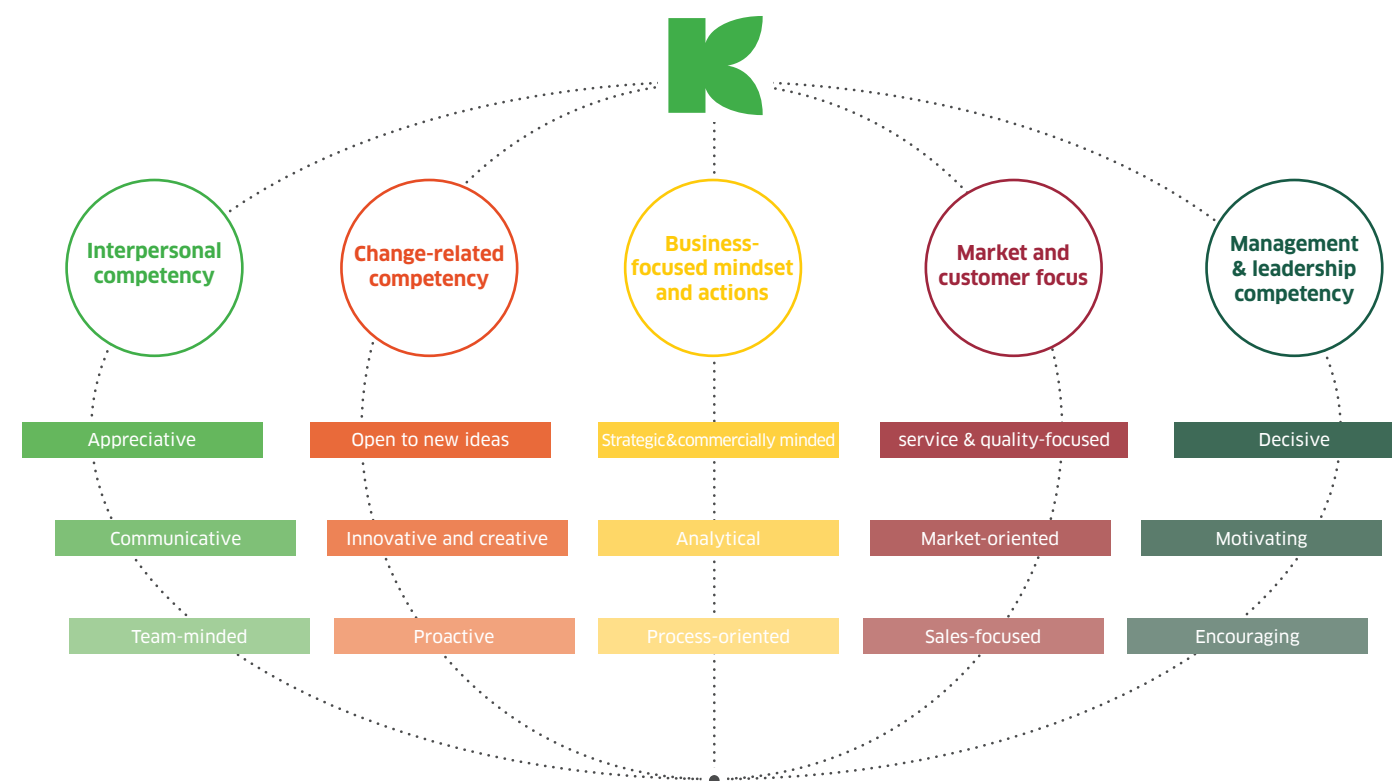 Interpersonal
competency
Change-related
competency
Business-
focused mindset
and actions
Market and
customer focus
Management
& leadership
competency
Appreciative
Open to new ideas
Strategic & commercially minded
service & quality-focused
Decisive
Communicative
Innovative and creative
Analytical
Market-oriented
Motivating
Team-minded
Proactive
Process-oriented
Sales-focused
Encouraging